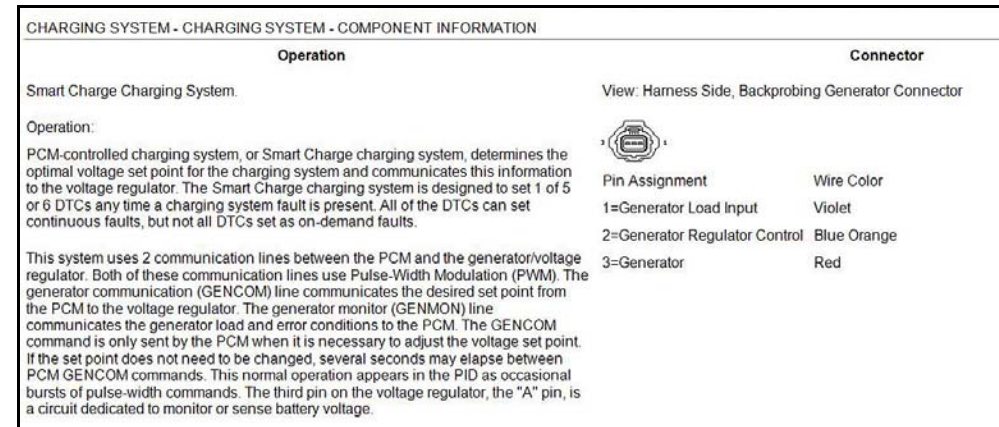 CHARGING SYSTEM - CHARGING SYSTEM - COMPONENT INFORMATION
Operation
Smart Charge Charging System.
Operation:
PCM-controlled charging system, or Smart Charge charging system, determines the
optimal voltage set point for the charging system and communicates this information
to the voltage regulator. The Smart Charge charging system is designed to set 1 of 5
or 6 DTCs any time a charging system fault is present. All of the DTCs can set
continuous faults, but not all DTCs set as on-demand faults.
This system uses 2 communication lines between the PCM and the generator/voltage
regulator. Both of these communication lines use Pulse-Width Modulation (PWM). The
generator communication (GENCOM) line communicates the desired set point from
the PCM to the voltage regulator. The generator monitor (GENMON) line
communicates the generator load and error conditions to the PCM. The GENCOM
command is only sent by the PCM when it is necessary to adjust the voltage set point.
If the set point does not need to be changed, several seconds may elapse between
PCM GENCOM commands. This normal operation appears in the PID as occasional
bursts of pulse-width commands. The third pin on the voltage regulator, the "A" pin, is
a circuit dedicated to monitor or sense battery voltage.
Connector
View: Harness Side, Backprobing Generator Connector
3 1
Pin Assignment Wire Color
1=Generator Load Input Violet
2=Generator Regulator Control Blue Orange
3=Generator Red